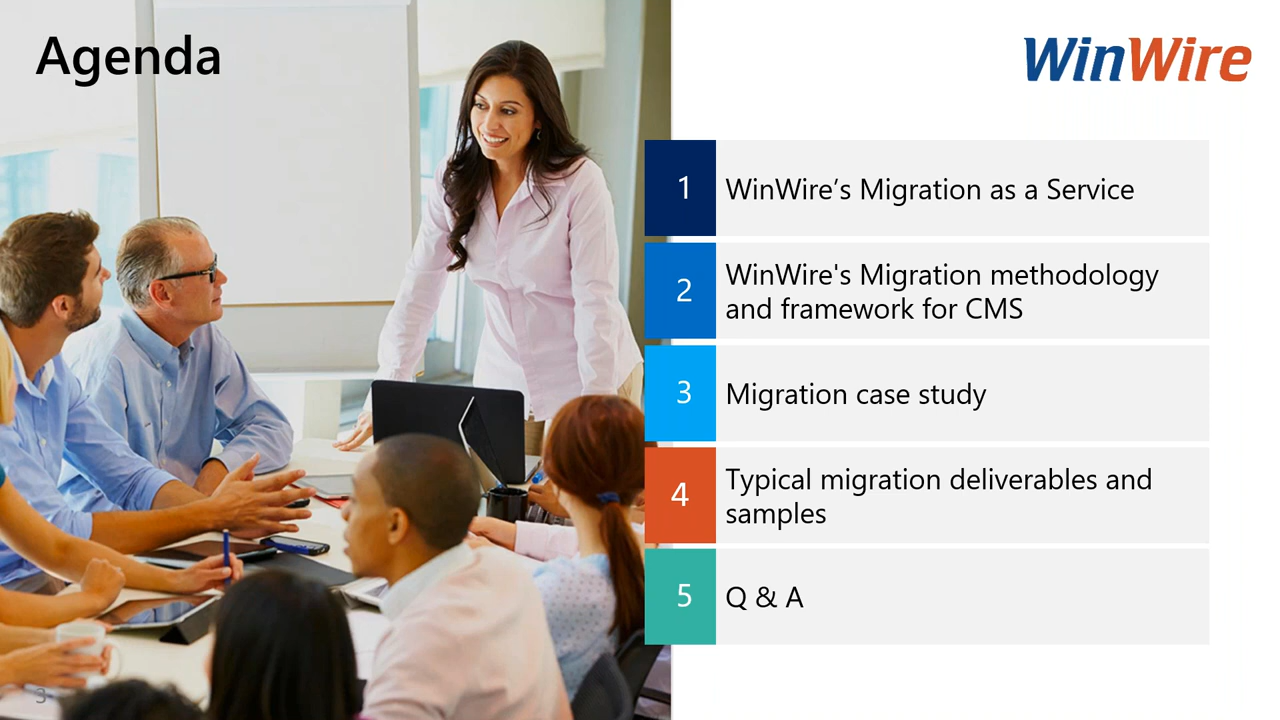 Agenda
WinWire
1
WinWire’s Migration as a Service
2
WinWire's Migration methodology
and framework for CMS
3
Migration case study
4
Typical migration deliverables and
samples
5
Q & A
3